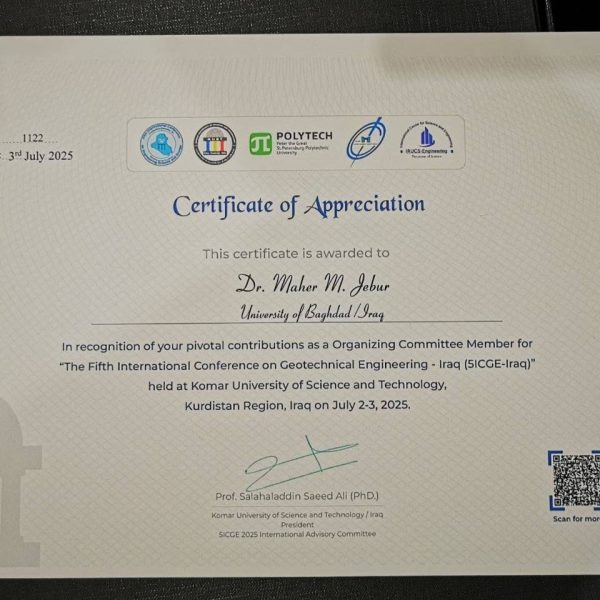 1122
3rd July 2025
POLYTECH
Peter the Great
St. Petersburg Polytechnic
University
IRUCS-Engineering
Certificate of Appreciation
This certificate is awarded to
Dr. Maher M. Jebur
University of Baghdad /Iraq
In recognition of your pivotal contributions as a Organizing Committee Member for
“The Fifth International Conference on Geotechnical Engineering - Iraq (5ICGE-Iraq)”
held at Komar University of Science and Technology,
Kurdistan Region, Iraq on July 2-3, 2025.
Prof. Salahaladdin Saeed Ali (PhD.)
Komar University of Science and Technology / Iraq
President
5ICGE 2025 International Advisory Committee
Scan for more